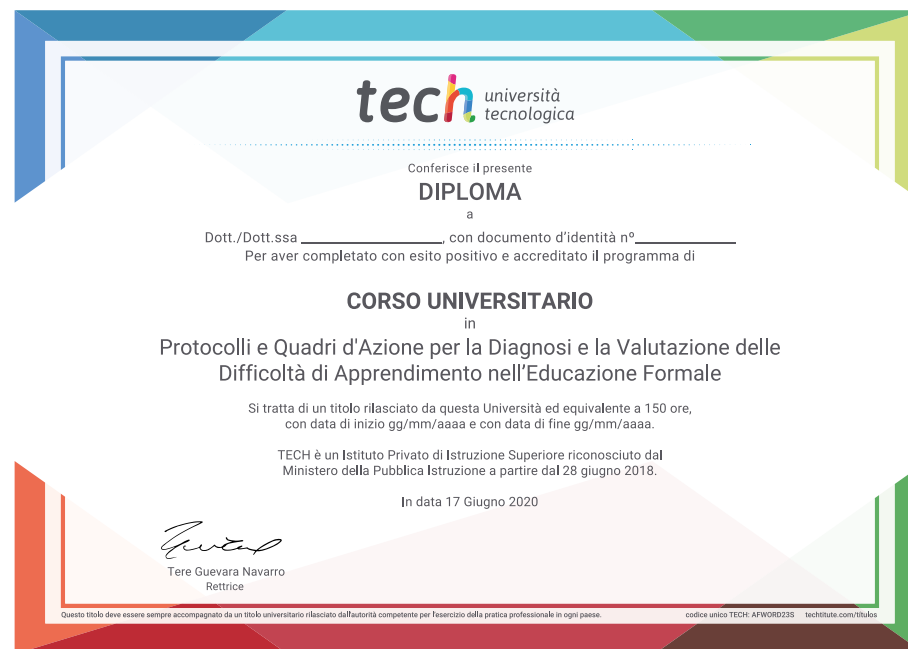 tech università
tecnologica
Conferisce il presente
DIPLOMA
a
Dott./Dott.ssa _______________, con documento d'identità nº___________
Per aver completato con esito positivo e accreditato il programma di
CORSO UNIVERSITARIO
in
Protocolli e Quadri d'Azione per la Diagnosi e la Valutazione delle
Difficoltà di Apprendimento nell'Educazione Formale
Si tratta di un titolo rilasciato da questa Università ed equivalente a 150 ore,
con data di inizio gg/mm/aaaa e con data di fine gg/mm/aaaa.
TECH è un Istituto Privato di Istruzione Superiore riconosciuto dal
Ministero della Pubblica Istruzione a partire dal 28 giugno 2018.
In data 17 Giugno 2020
Tere Guevara Navarro
Rettrice
Questo titolo deve essere sempre accompagnato da un titolo universitario rilasciato dall'autorità competente per l'esercizio della pratica professionale in ogni paese. codice unico TECH: AFWORD23S techtitute.com/titulos